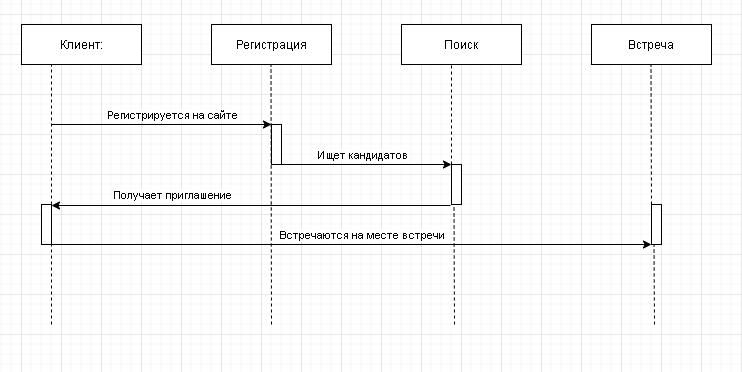 Клиент:
Регистрация
Поиск
Встреча
Регистрируется на сайте
Ищет кандидатов
Получает приглашение
Встречаются на месте встречи